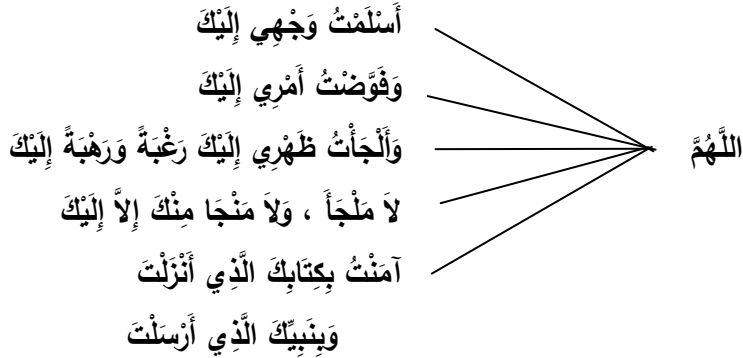 اللَّهُمَّ
أَسْلَمْتُ وَجْهِي إِلَيْكَ
وَفَوَّضْتُ أَمْرِي إِلَيْكَ
وَأَلْجَأْتُ ظَهْرِي إِلَيْكَ رَغْبَةً وَرَهْبَةً إِلَيْكَ
لاَ مَلْجَأَ ، وَلاَ مَنْجَا مِنْكَ إِلاَّ إِلَيْكَ
آمَنْتُ بِكِتَابِكَ الَّذِي أَنْزَلْتَ
وَبِنَبِيِّكَ الَّذِي أَرْسَلْتَ